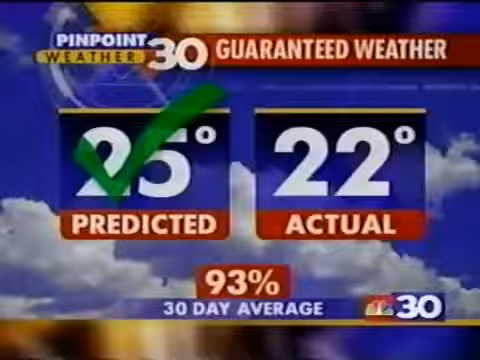 PINPOINT
WEATHER 30
GUARANTEED WEATHER
25° 22°
PREDICTED ACTUAL
93%
30 DAY AVERAGE
30